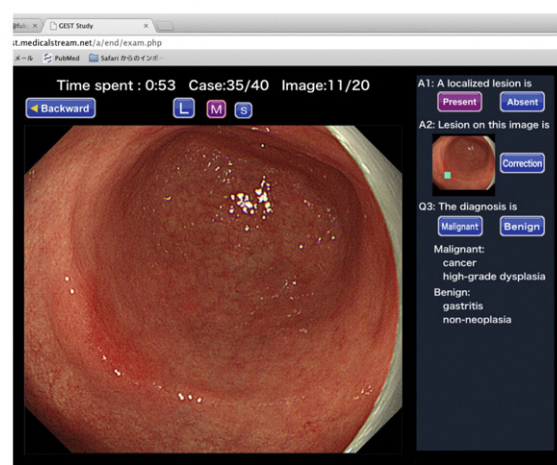 GEST Study
st.medicalstream.net/a/end/exam.php
メール PubMed Safari からのインポー
Time spent : 0:53 Case:35/40 Image:11/20
Backward L M S
A1: A localized lesion is
Present Absent
A2: Lesion on this image is
Correction
Q3: The diagnosis is
Malignant Benign
Malignant:
cancer
high-grade dysplasia
Benign:
gastritis
non-neoplasia